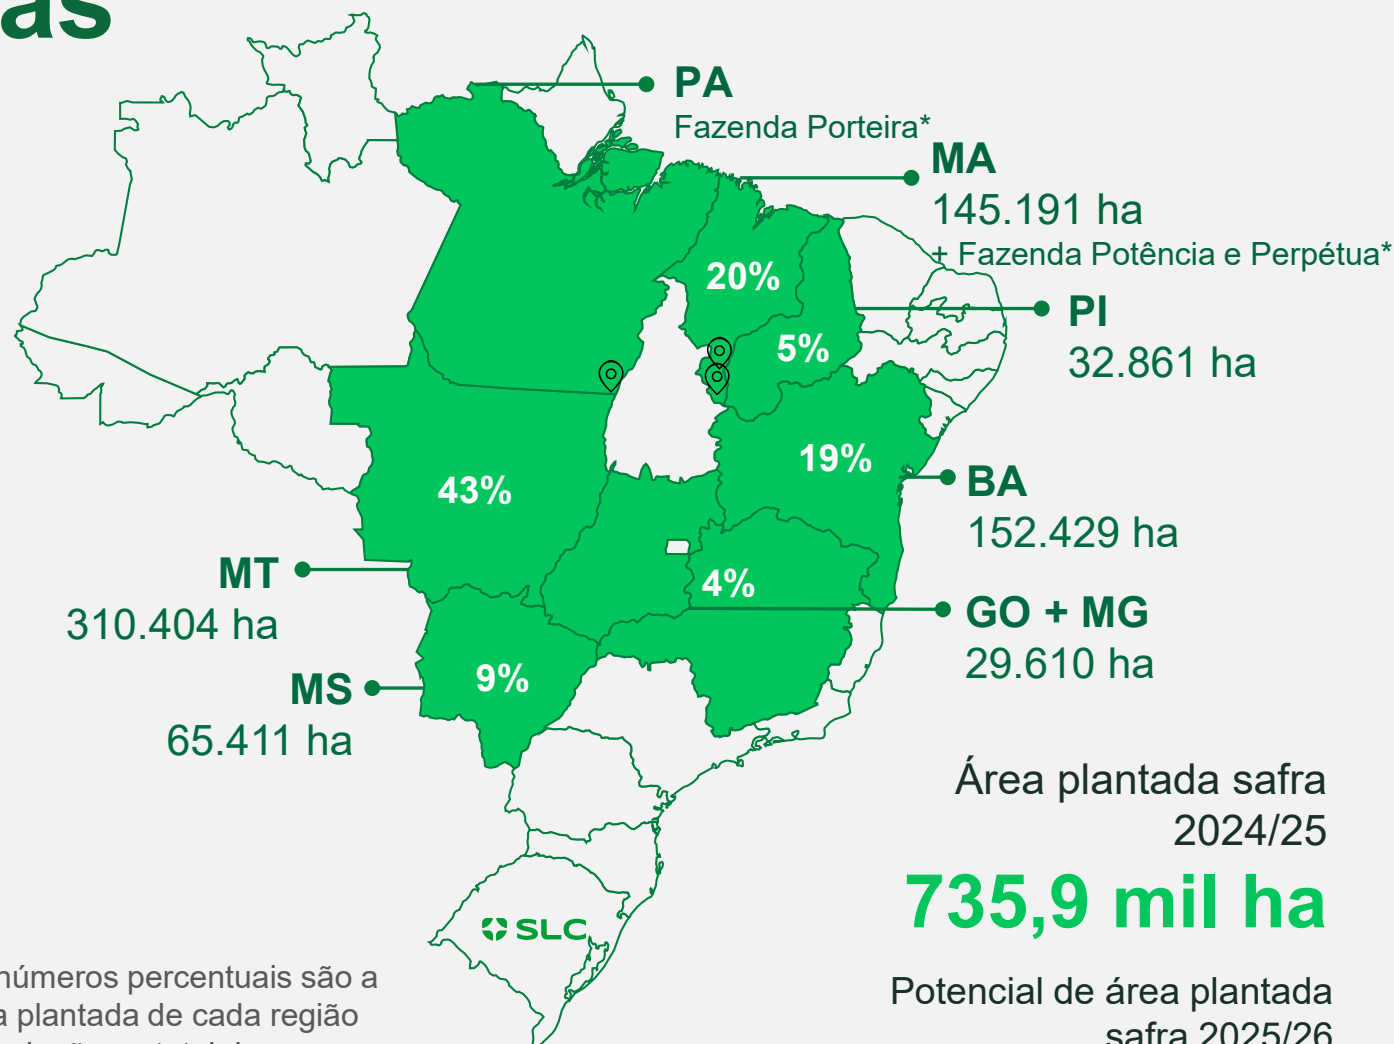 as
PA
Fazenda Porteira*
MA
145.191 ha
+ Fazenda Potência e Perpétua*
20%
PI
32.861 ha
5%
19%
BA
152.429 ha
43%
MT
310.404 ha
4%
GO + MG
29.610 ha
MS
65.411 ha
9%
Área plantada safra
2024/25
735,9 mil ha
SLC
números percentuais são a
a plantada de cada região
Potencial de área plantada
safra 2025/26